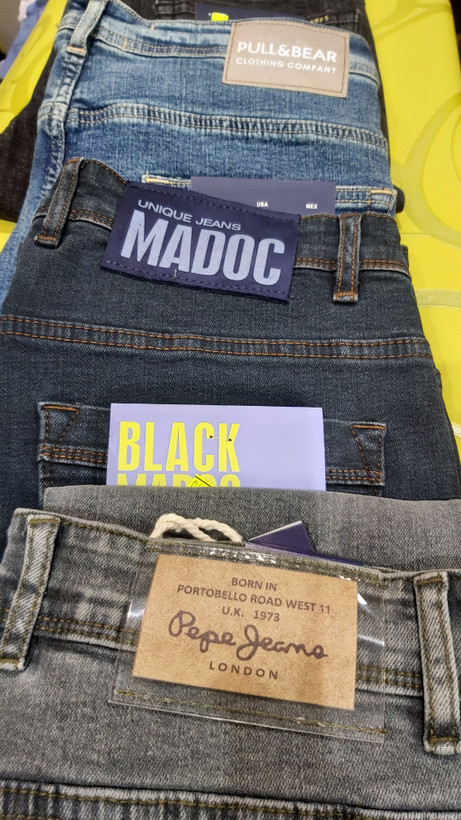 PULL&BEAR
CLOTHING COMPANY
USA MEX
UNIQUE JEANS
MADOC
BLACK
BORN IN
PORTOBELLO ROAD WEST 11
U.K. 1973
Pepe Jeans
LONDON